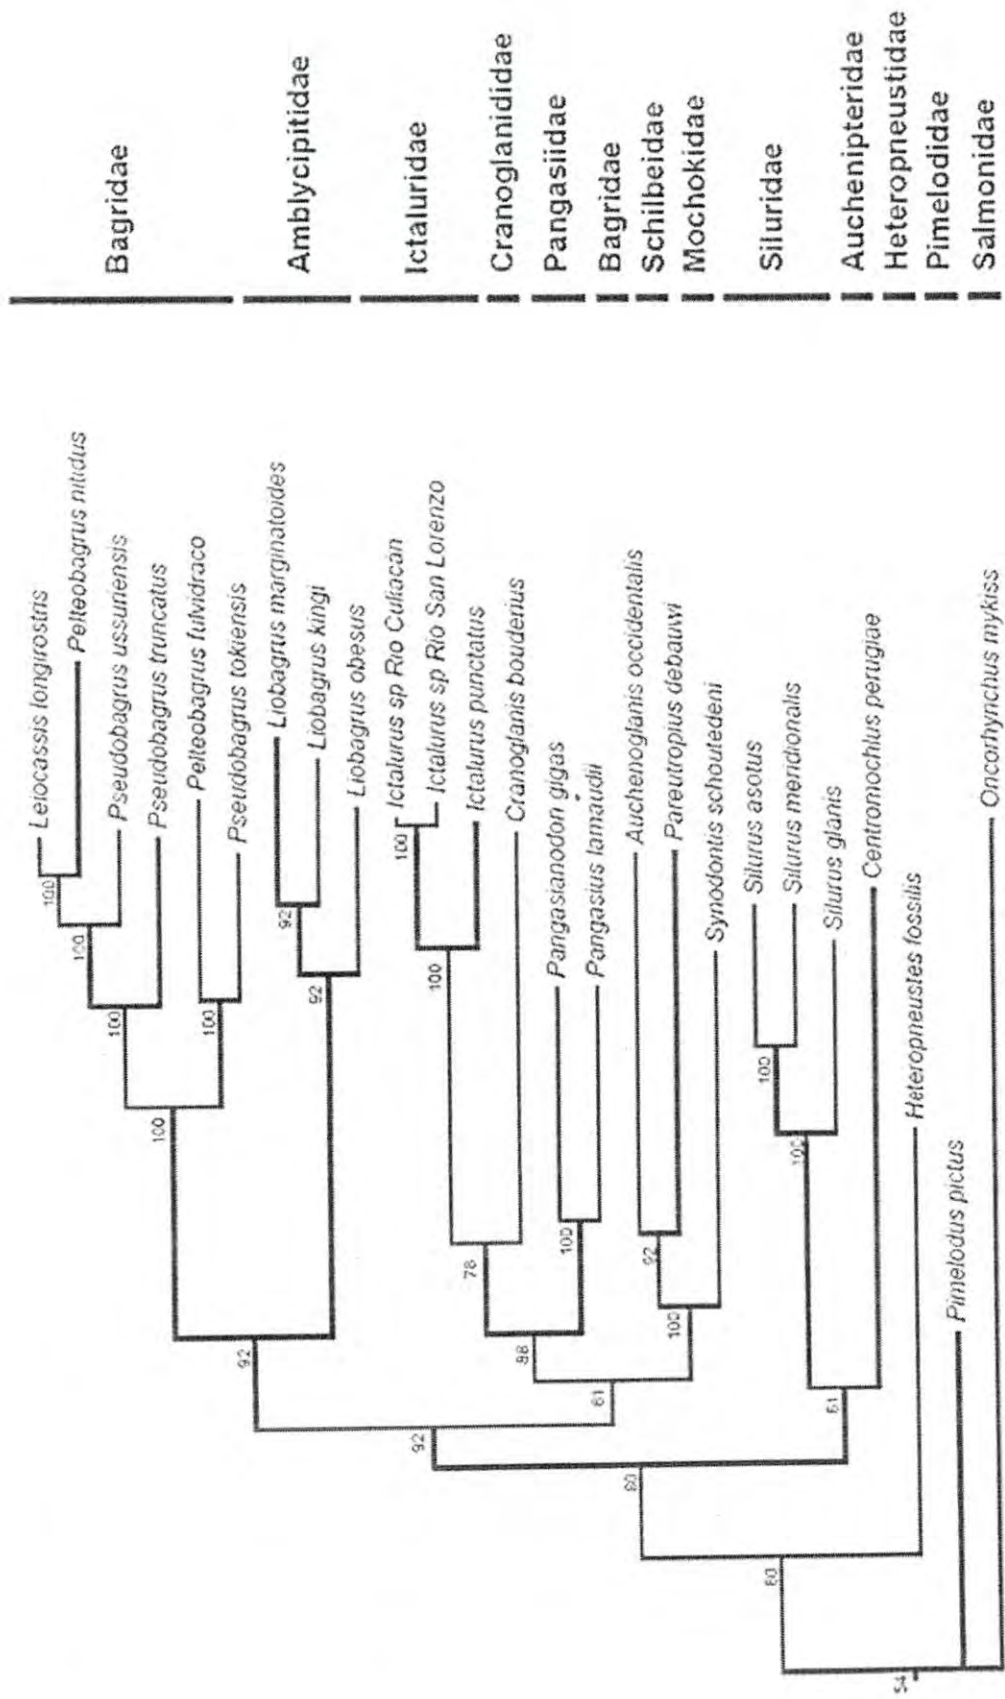 Leiocassis longirostris
Pelteobagrus nitidus
Pseudobagrus ussuriensis
Pseudobagrus truncatus
Pelteobagrus fulvidraco
Pseudobagrus tokiensis
Liobagrus marginatoides
Liobagrus kingi
Liobagrus obesus
Ictalurus sp Rio Culiacán
Ictalurus sp Rio San Lorenzo
Ictalurus punctatus
Cranoglanis bouderius
Pangasianodon gigas
Pangasius larnaudii
Auchenoglanis occidentalis
Pareutropius debauwi
Synodontis schoutedeni
Silurus asotus
Silurus meridionalis
Silurus glanis
Centromochlus perugiae
Heteropneustes fossilis
Pimelodus pictus
Oncorhynchus mykiss
Bagridae
Amblycipitidae
Ictaluridae
Cranoglanididae
Pangasiidae
Bagridae
Schilbeidae
Mochokidae
Siluridae
Auchenipteridae
Heteropneustidae
Pimelodidae
Salmonidae
100
100
100
100
100
92
92
92
100
100
78
100
88
92
100
61
92
100
100
61
54